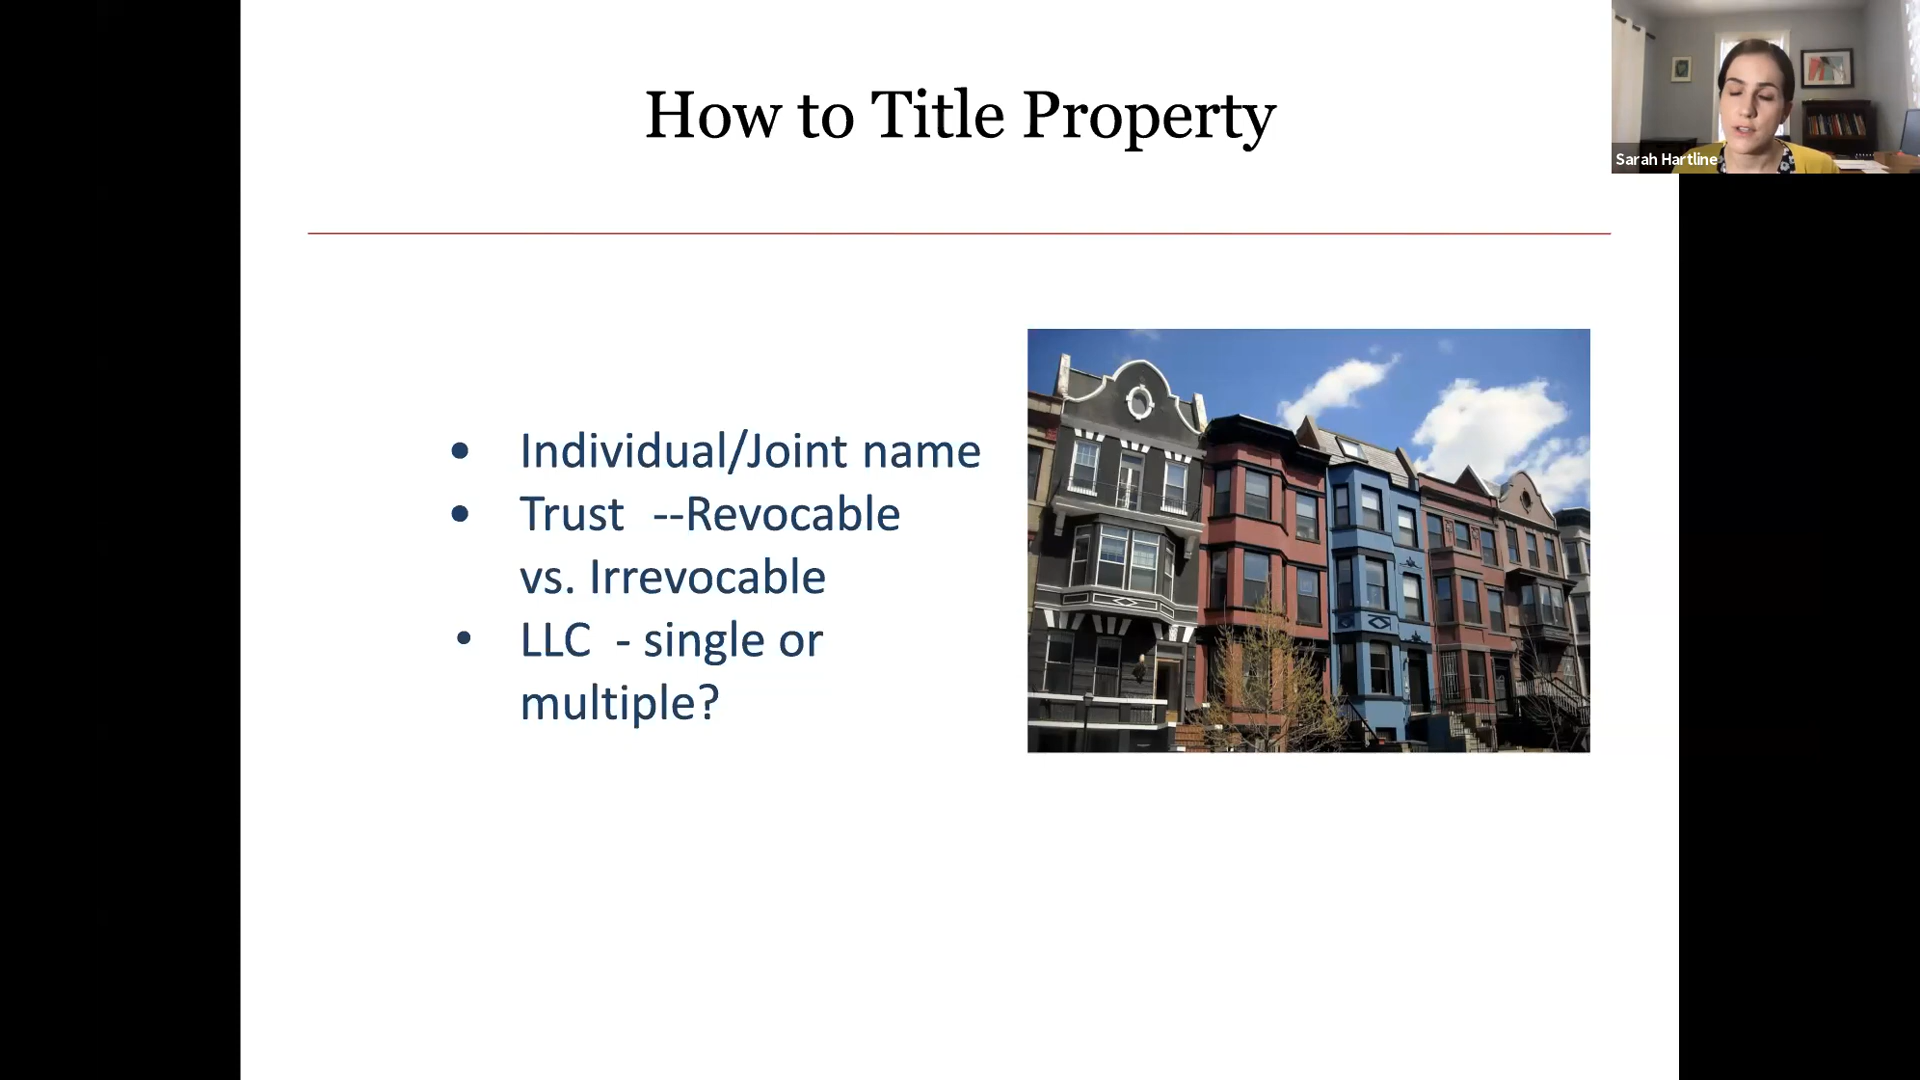 How to Title Property
Sarah Hartline
• Individual/Joint name
• Trust --Revocable
vs. Irrevocable
• LLC - single or
multiple?